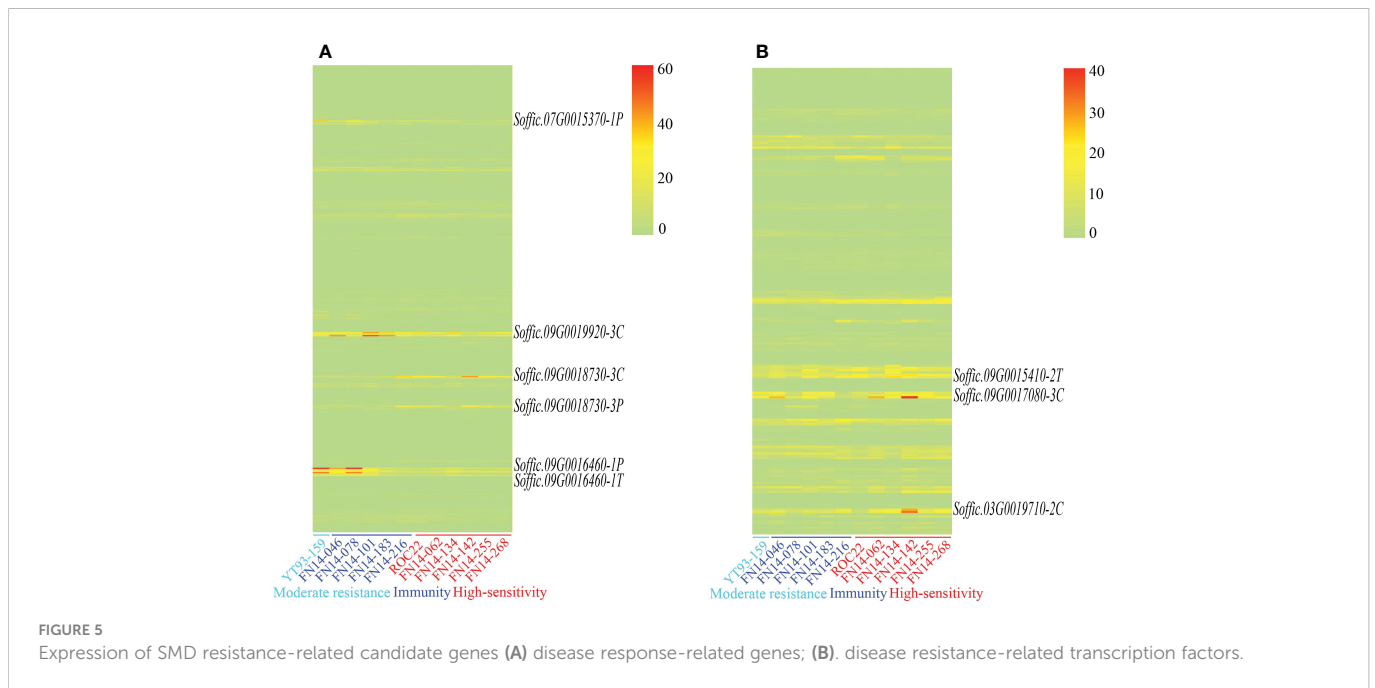 A
B
60
40
20
0
40
30
20
10
0
Soffic.07G0015370-1P
Soffic.09G0019920-3C
Soffic.09G0018730-3C
Soffic.09G0018730-3P
Soffic.09G0016460-1P
Soffic.09G0016460-1T
Soffic.09G0015410-2T
Soffic.09G0017080-3C
Soffic.03G0019710-2C
YT93-159
FN14-046
FN14-078
FN14-101
FN14-183
FN14-216
ROC22
FN14-062
FN14-134
FN14-142
FN14-255
FN14-268
Moderate resistance Immunity High-sensitivity
YT93-159
FN14-046
FN14-078
FN14-101
FN14-183
FN14-216
ROC22
FN14-062
FN14-134
FN14-142
FN14-255
FN14-268
Moderate resistance Immunity High-sensitivity
FIGURE 5
Expression of SMD resistance-related candidate genes (A) disease response-related genes; (B). disease resistance-related transcription factors.